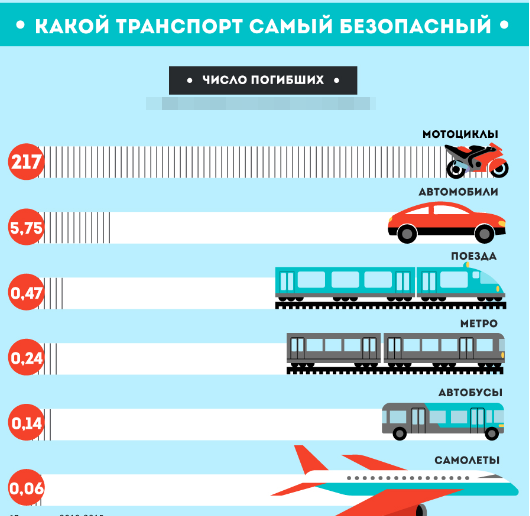 • КАКОЙ ТРАНСПОРТ САМЫЙ БЕЗОПАСНЫЙ •
• ЧИСЛО ПОГИБШИХ •
МОТОЦИКЛЫ
217
АВТОМОБИЛИ
5,75
ПОЕЗДА
0,47
МЕТРО
0,24
АВТОБУСЫ
0,14
САМОЛЕТЫ
0,06